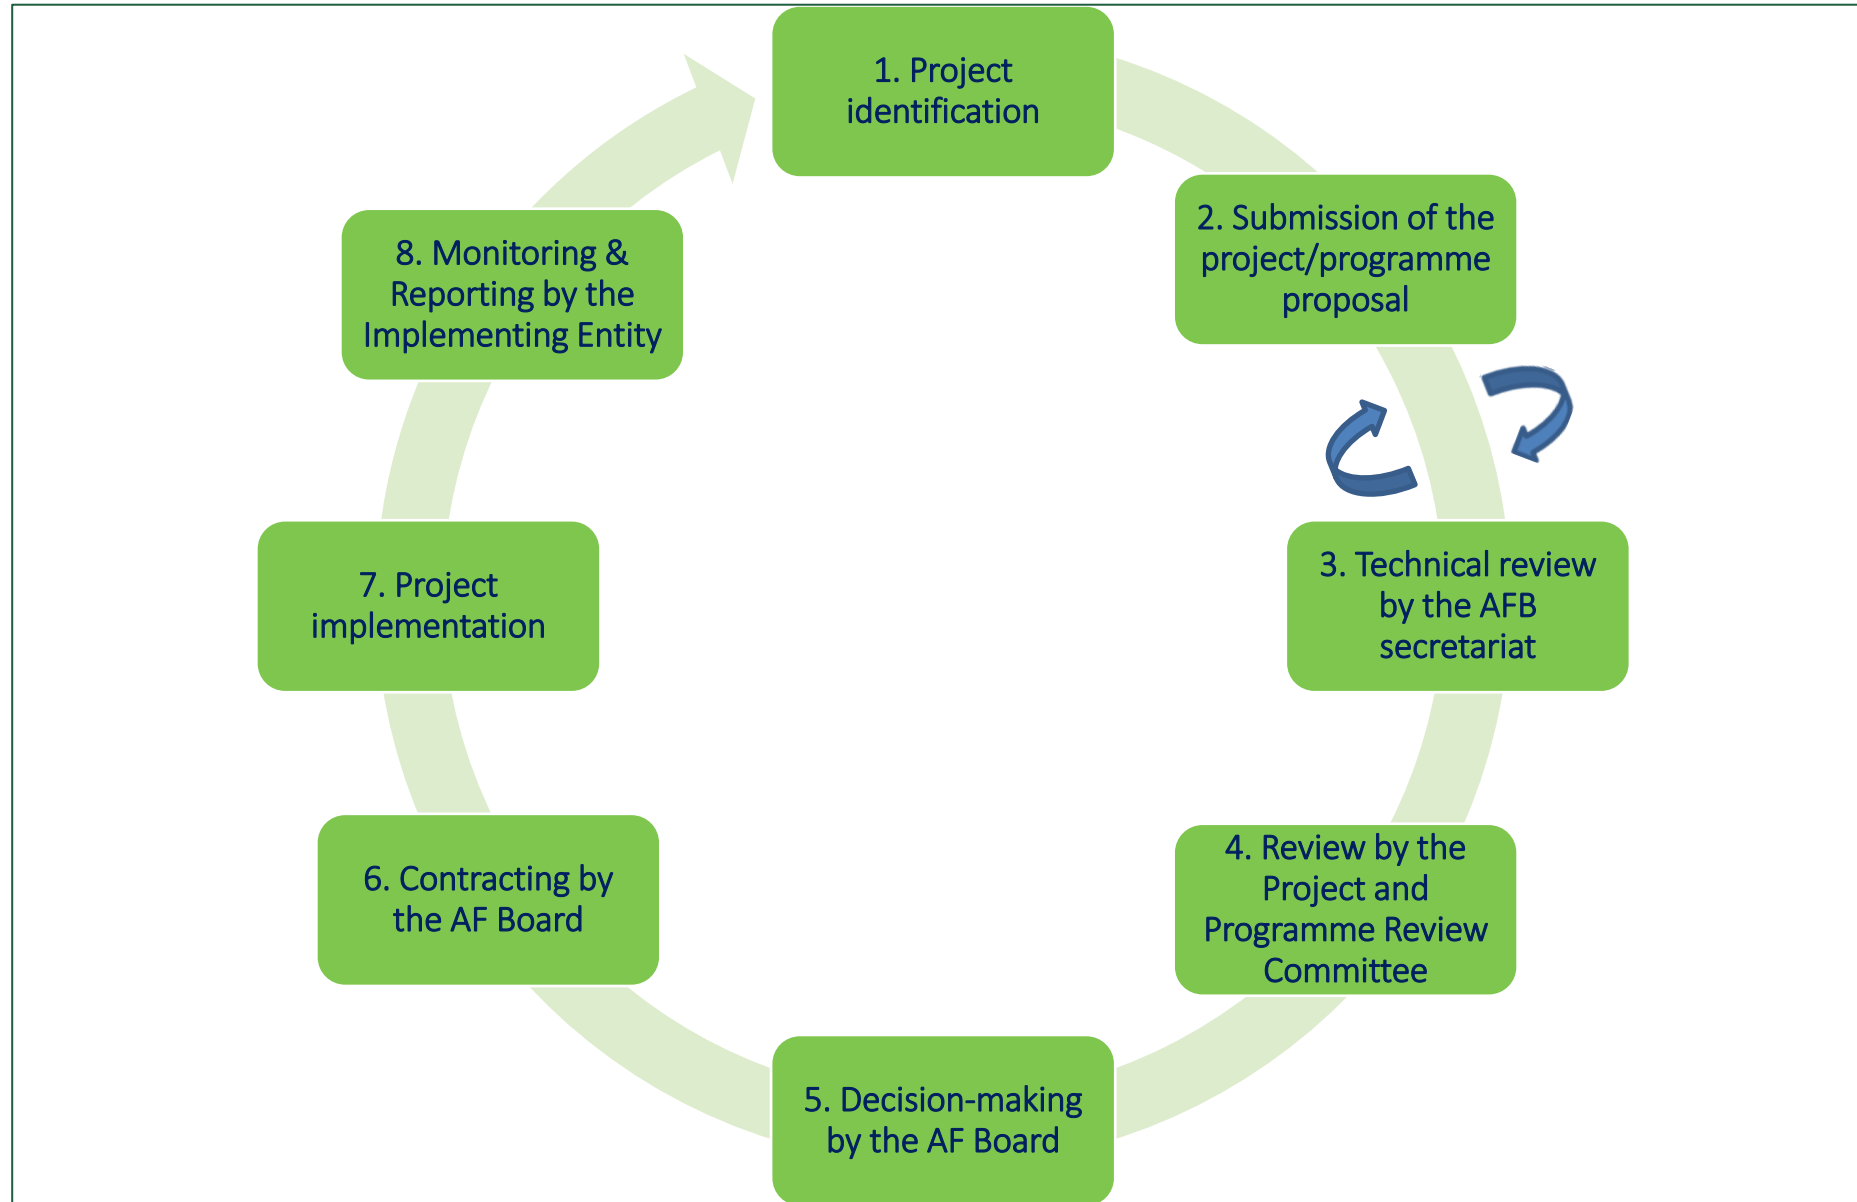 1. Project
identification
2. Submission of the
project/programme
proposal
3. Technical review
by the AFB
secretariat
4. Review by the
Project and
Programme Review
Committee
5. Decision-making
by the AF Board
6. Contracting by
the AF Board
7. Project
implementation
8. Monitoring &
Reporting by the
Implementing Entity